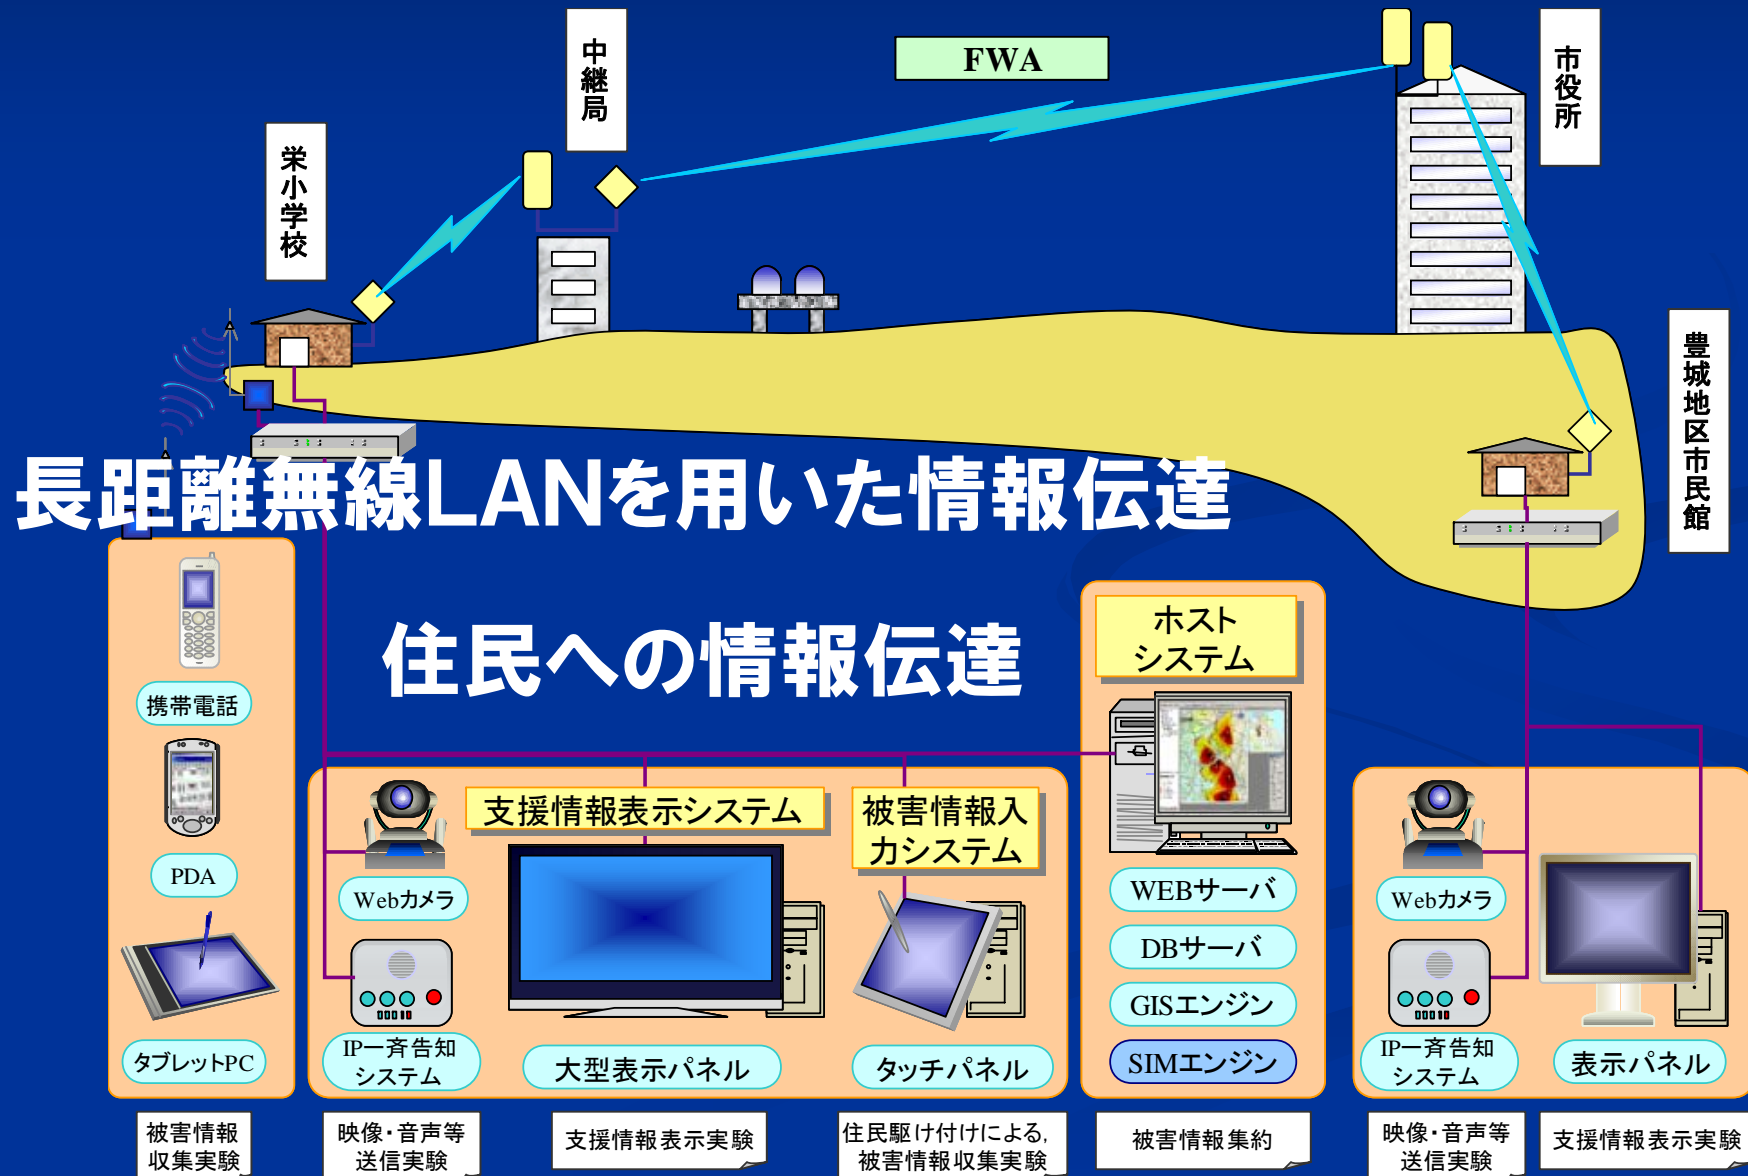 FWA
中継局
市役所
栄小学校
豊城地区市民館
長距離無線LANを用いた情報伝達
住民への情報伝達
ホスト
システム
携帯電話
PDA
タブレットPC
支援情報表示システム
被害情報入
力システム
Webカメラ
IP一斉告知
システム
大型表示パネル
タッチパネル
WEBサーバ
DBサーバ
GISエンジン
SIMエンジン
Webカメラ
IP一斉告知
システム
表示パネル
被害情報
収集実験
映像・音声等
送信実験
支援情報表示実験
住民駆け付けによる,
被害情報収集実験
被害情報集約
映像・音声等
送信実験
支援情報表示実験